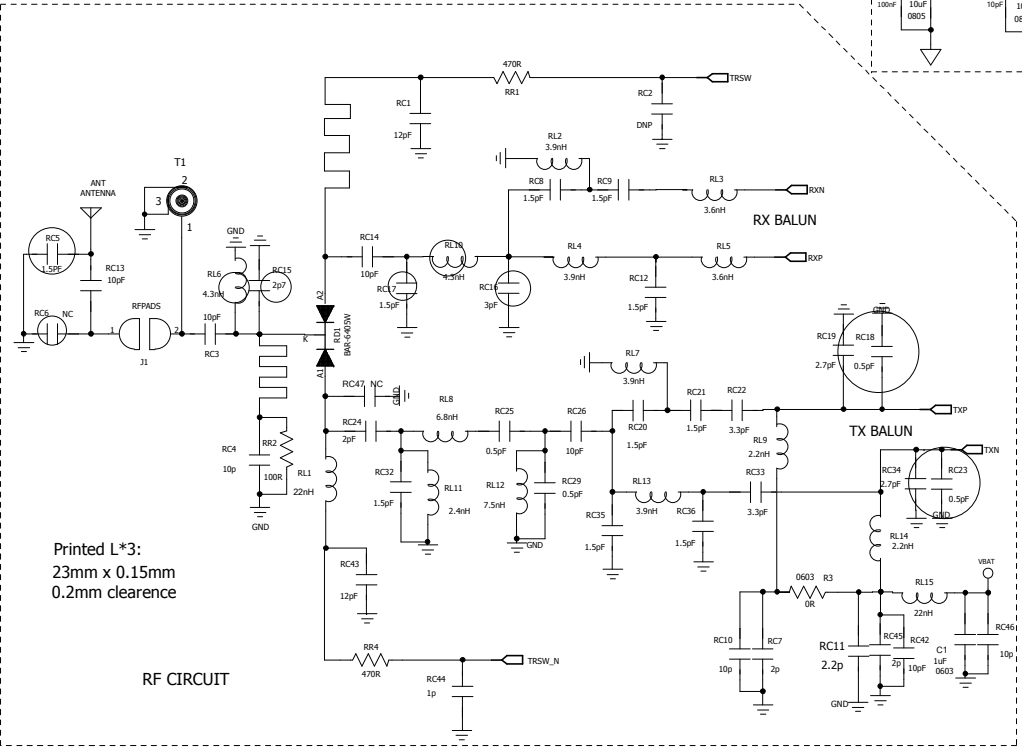 100nF
10uF
0805
10pF
470R
RR1
TRSW
RC1
12pF
RC2
DNP
RL2
3.9nH
RC8
1.5pF
RC9
1.5pF
RL3
3.6nH
RXN
RX BALUN
T1
2
3
1
ANT
ANTENNA
RC5
1.5PF
RC13
10pF
GND
RL6
4.3nH
RC15
2p7
RC14
10pF
RL10
4.3nH
RC17
1.5pF
RC16
3pF
RL4
3.9nH
RC12
1.5pF
RL5
3.6nH
RXP
RC6
NC
RFPADS
1
2
J1
10pF
RC3
A2
K
RD1
BAR-6405W
A1
RC47 NC
GND
RC24
2pF
RL8
6.8nH
RC25
0.5pF
RC26
10pF
RL7
3.9nH
RC20
1.5pF
RC21
1.5pF
RC22
3.3pF
RC19
2.7pF
GND
RC18
0.5pF
TXP
TX BALUN
RC4
10p
RR2
100R
GND
RL1
22nH
RC32
1.5pF
RL11
2.4nH
RL12
7.5nH
RC29
0.5pF
GND
RC35
1.5pF
RL13
3.9nH
RC36
1.5pF
RC33
3.3pF
RL9
2.2nH
TXN
RC34
2.7pF
RC23
0.5pF
GND
RL14
2.2nH
Printed L*3:
23mm x 0.15mm
0.2mm clearence
RC43
12pF
RR4
470R
TRSW_N
RC44
1p
RF CIRCUIT
0603
R3
0R
RL15
22nH
VBAT
RC10
10p
RC7
2p
RC11
2.2p
GND
RC45
2p
RC42
10pF
C1
1uF
0603
RC46
10p